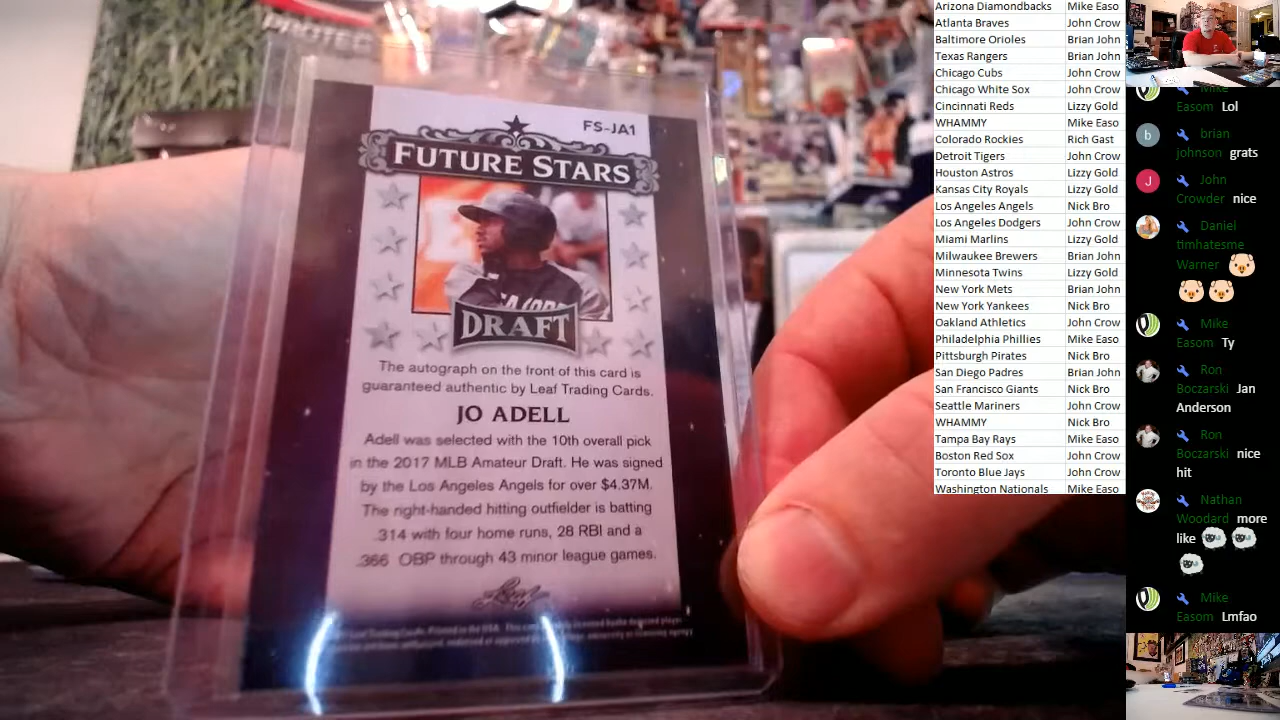 PROTEC
FS-JA1
FUTURE STARS
DRAFT
The autograph on the front of this card is
guaranteed authentic by Leaf Trading Cards.
JO ADELL
Adell was selected with the 10th overall pick
in the 2017 MLB Amateur Draft. He was signed
by the Los Angeles Angels for over $4.37M.
The right-handed hitting outfielder is batting
.314 with four home runs, 28 RBI and a
.366 OBP through 43 minor league games.
Leaf
Arizona Diamondbacks Mike Easo
Atlanta Braves John Crow
Baltimore Orioles Brian John
Texas Rangers Brian John
Chicago Cubs John Crow
Chicago White Sox John Crow
Cincinnati Reds Lizzy Gold
WHAMMY Mike Easo
Colorado Rockies Rich Gast
Detroit Tigers John Crow
Houston Astros Lizzy Gold
Kansas City Royals Lizzy Gold
Los Angeles Angels Nick Bro
Los Angeles Dodgers John Crow
Miami Marlins Lizzy Gold
Milwaukee Brewers Brian John
Minnesota Twins Lizzy Gold
New York Mets Brian John
New York Yankees Nick Bro
Oakland Athletics John Crow
Philadelphia Phillies Mike Easo
Pittsburgh Pirates Nick Bro
San Diego Padres Brian John
San Francisco Giants Nick Bro
Seattle Mariners John Crow
WHAMMY Nick Bro
Tampa Bay Rays Mike Easo
Boston Red Sox John Crow
Toronto Blue Jays John Crow
Washington Nationals Mike Easo
Mike
Easom Lol
b
brian
johnson grats
J
John
Crowder nice
Daniel
timhatesme
Warner
Mike
Easom Ty
Ron
Boczarski Jan
Anderson
Ron
Boczarski nice
hit
Nathan
Woodard more
like
Mike
Easom Lmfao